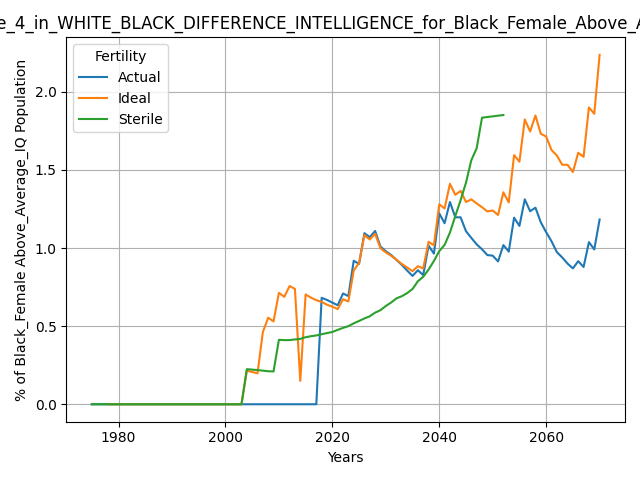 e_4_in_WHITE_BLACK_DIFFERENCE_INTELLIGENCE_for_Black_Female_Above_A
Fertility
Actual
Ideal
Sterile
% of Black_Female Above_Average_IQ Population
2.0
1.5
1.0
0.5
0.0
1980 2000 2020 2040 2060
Years